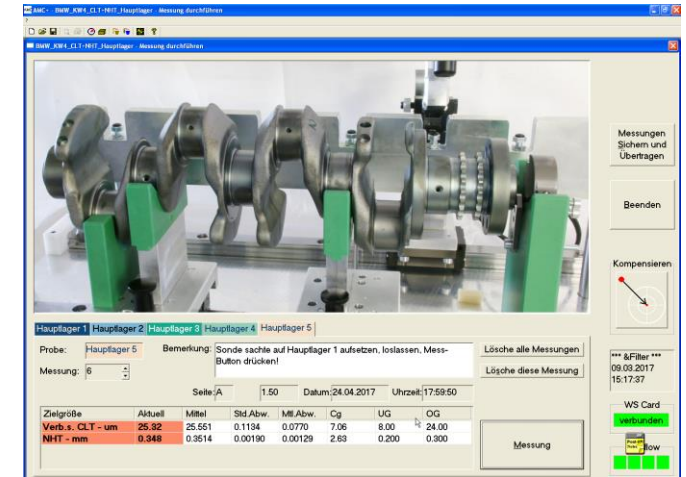 AMC+ - BMW_KW4_CLT+NHT_Hauptlager - Messung durchführen
BMW_KW4_CLT+NHT_Hauptlager - Messung durchführen
Messungen
Sichern und
Übertragen
Beenden
Kompensieren
Hauptlager 1 Hauptlager 2 Hauptlager 3 Hauptlager 4 Hauptlager 5
Probe: Hauptlager 5 Bemerkung: Sonde sachte auf Hauptlager 1 aufsetzen, loslassen, Mess-
Button drücken!
Messung: 6
Lösche alle Messungen
Lösche diese Messung
*** &Filter ***
09.03.2017
15:17:37
Seite: A 1.50 Datum: 24.04.2017 Uhrzeit: 17:59:50
WS Card
verbunden
Zielgröße Aktuell Mittel Std.Abw. Mtl.Abw. Cg UG OG
Verb.s. CLT - um 25.32 25.551 0.1134 0.0770 7.06 8.00 24.00
NHT - mm 0.348 0.3514 0.00190 0.00129 2.63 0.200 0.300
Messung